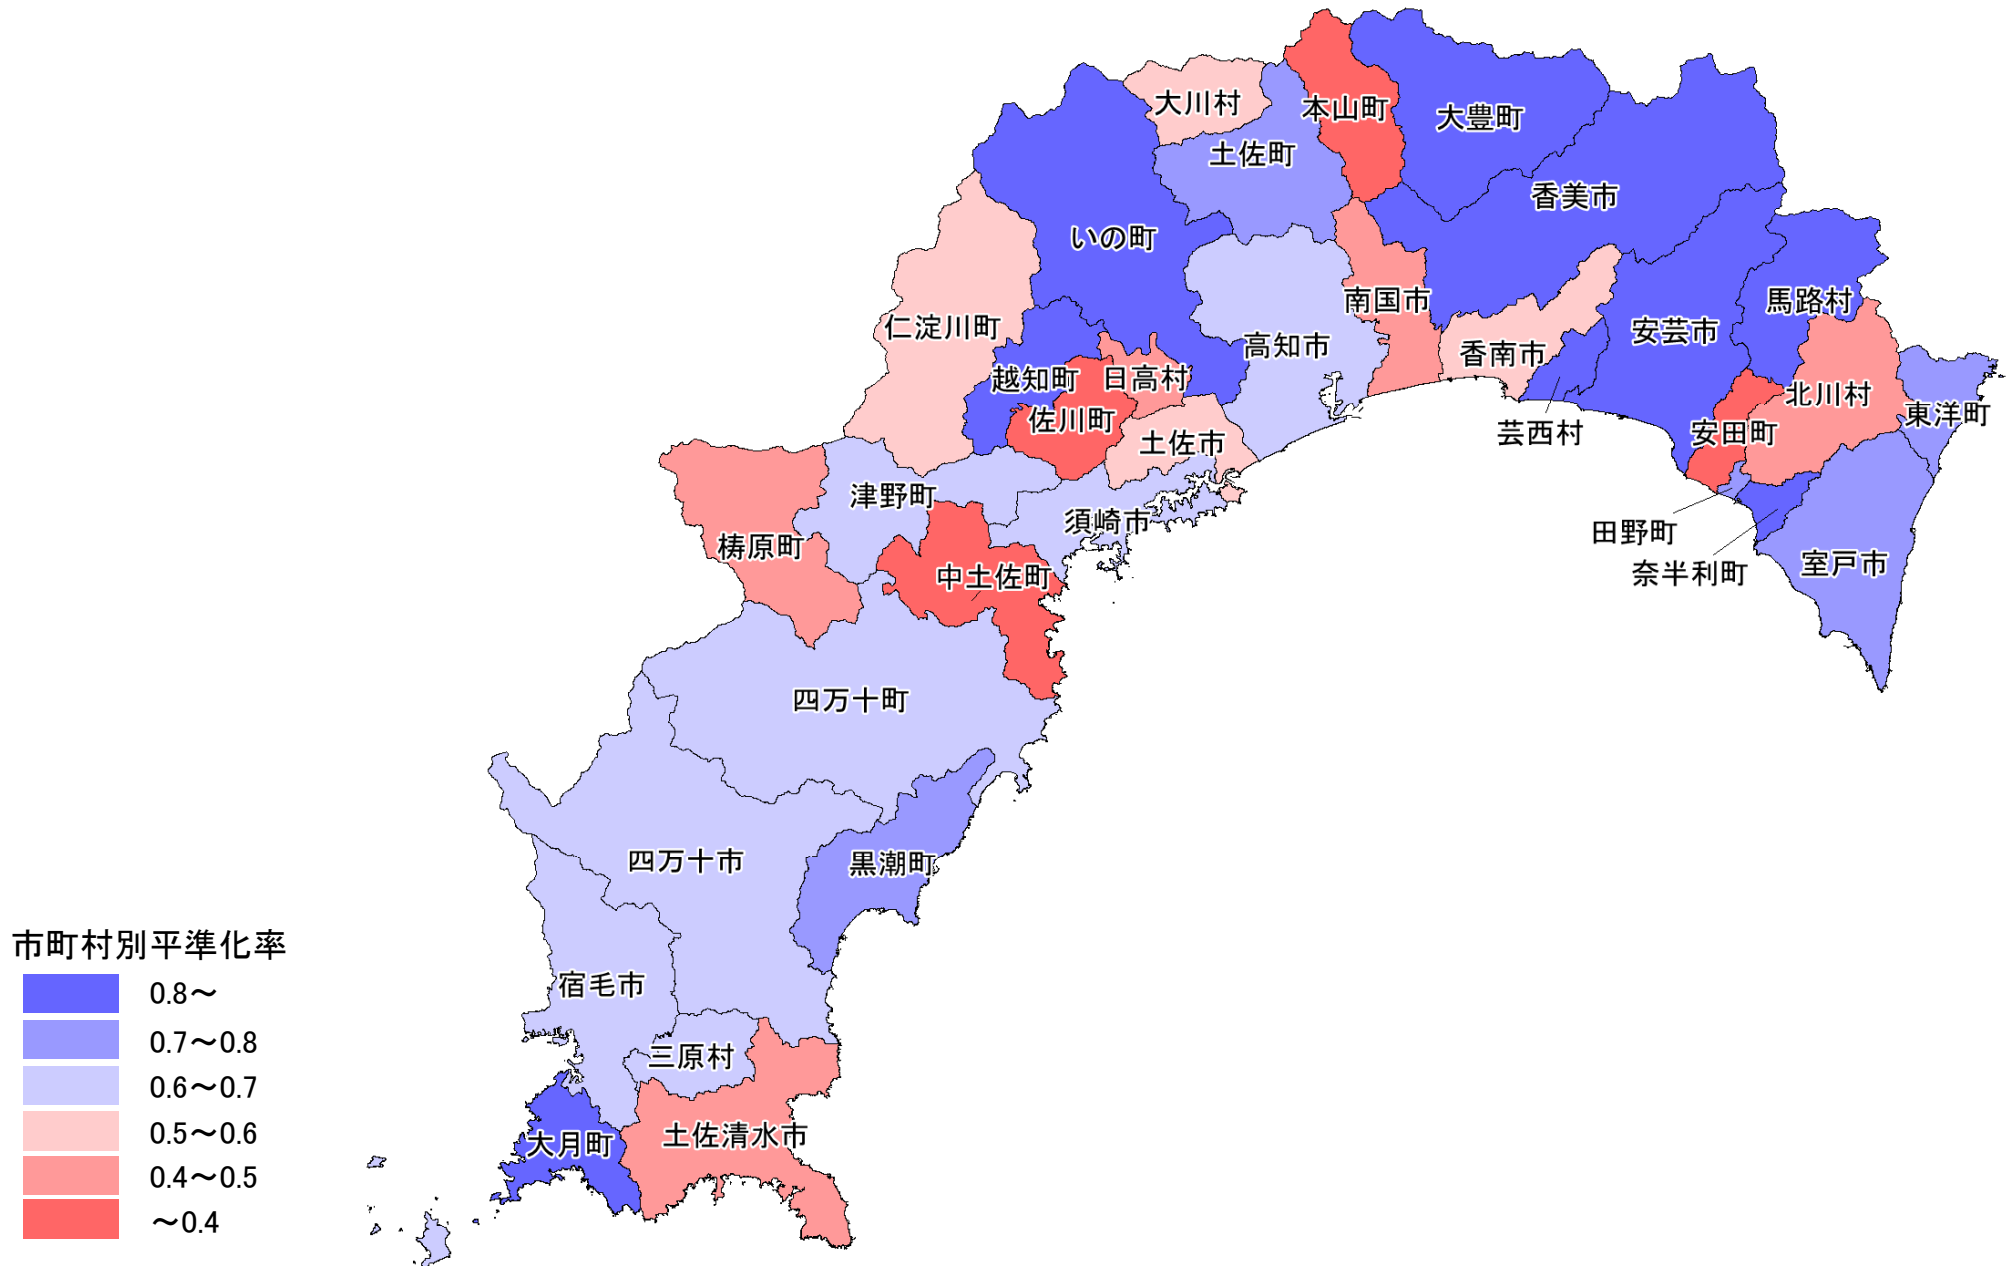 大川村
本山町
大豊町
土佐町
香美市
いの町
馬路村
南国市
仁淀川町
安芸市
高知市
香南市
越知町
日高村
北川村
東洋町
佐川町
芸西村
安田町
土佐市
津野町
須崎市
田野町
梼原町
奈半利町
室戸市
中土佐町
四万十町
四万十市
黒潮町
宿毛市
三原村
土佐清水市
大月町
市町村別平準化率
0.8～
0.7～0.8
0.6～0.7
0.5～0.6
0.4～0.5
～0.4